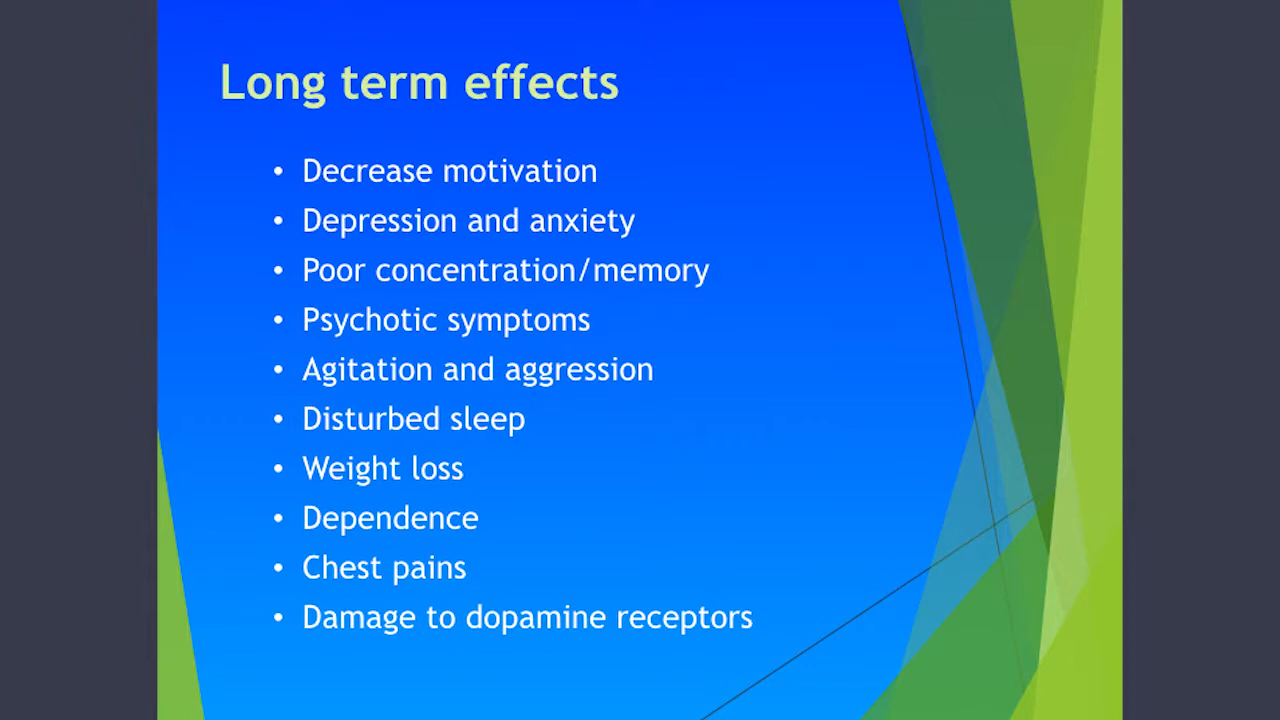 Long term effects
• Decrease motivation
• Depression and anxiety
• Poor concentration/memory
• Psychotic symptoms
• Agitation and aggression
• Disturbed sleep
• Weight loss
• Dependence
• Chest pains
• Damage to dopamine receptors